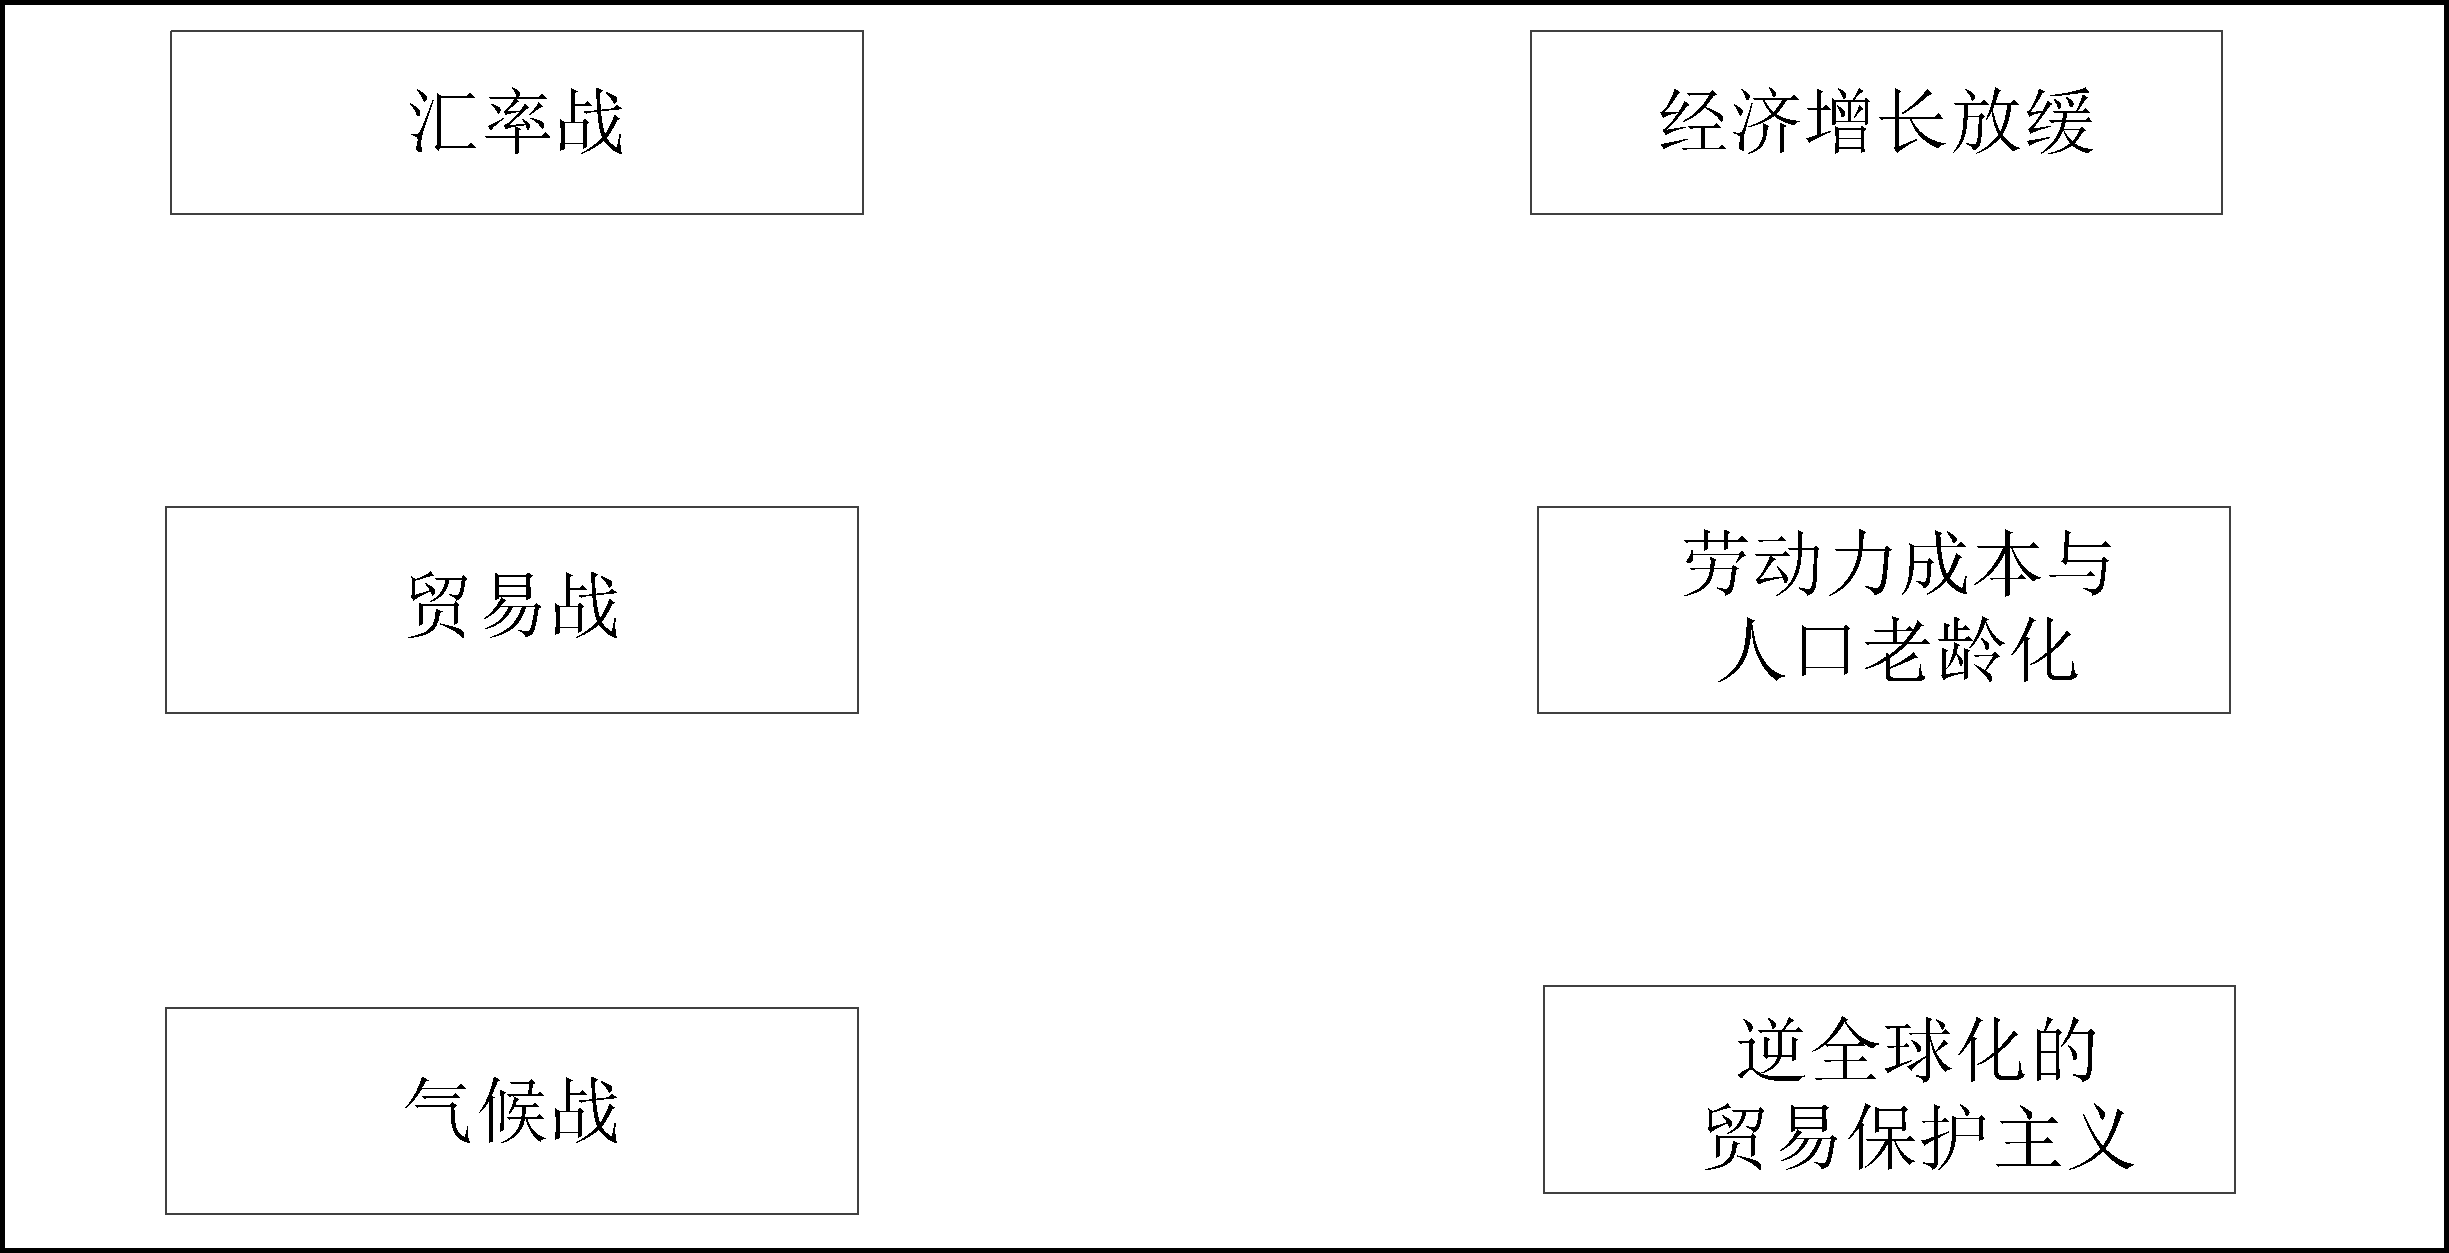 汇率战
经济增长放缓
贸易战
劳动力成本与
人口老龄化
气候战
逆全球化的
贸易保护主义